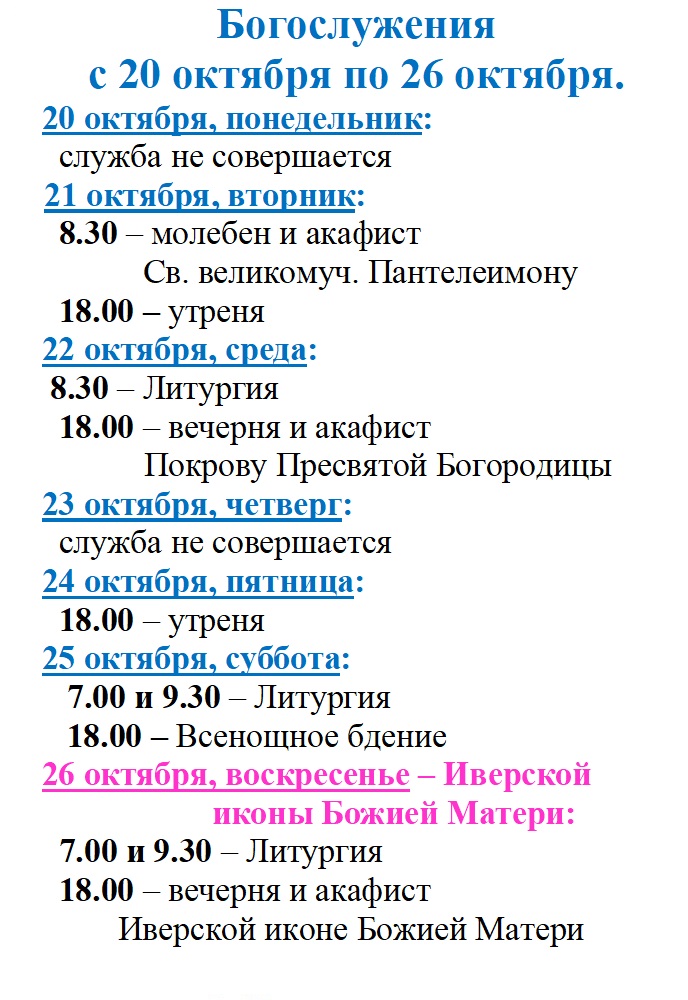 Богослужения
с 20 октября по 26 октября.
20 октября, понедельник:
служба не совершается
21 октября, вторник:
8.30 – молебен и акафист
Св. великомуч. Пантелеимону
18.00 – утреня
22 октября, среда:
8.30 – Литургия
18.00 – вечерня и акафист
Покрову Пресвятой Богородицы
23 октября, четверг:
служба не совершается
24 октября, пятница:
18.00 – утреня
25 октября, суббота:
7.00 и 9.30 – Литургия
18.00 – Всенощное бдение
26 октября, воскресенье – Иверской
иконы Божией Матери:
7.00 и 9.30 – Литургия
18.00 – вечерня и акафист
Иверской иконе Божией Матери